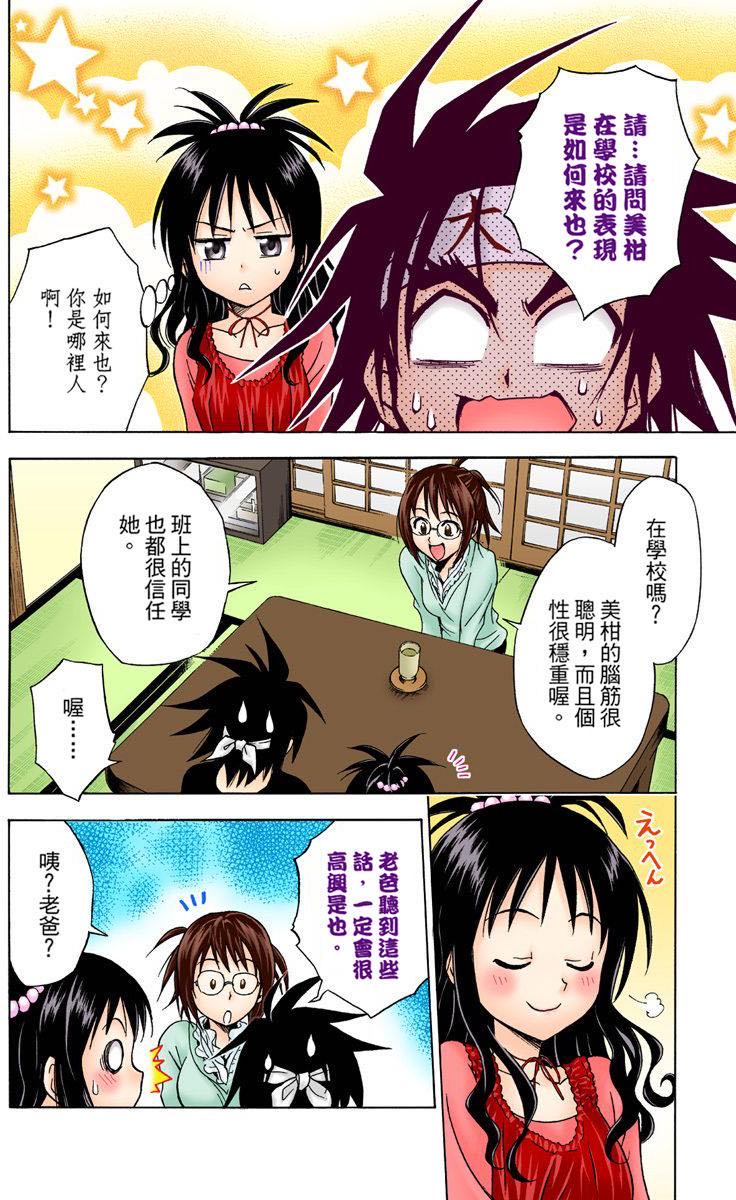 請…請問美柑
在學校的表現
是如何來也？
大
如何來也？
你是哪裡人
啊！
在學校嗎？
美柑的腦筋很
聰明，而且個
性很穩重喔。
班上的同學
也都很信任
她。
喔……
えっへん
老爸聽到這些
話，一定會很
高興是也。
咦？老爸？